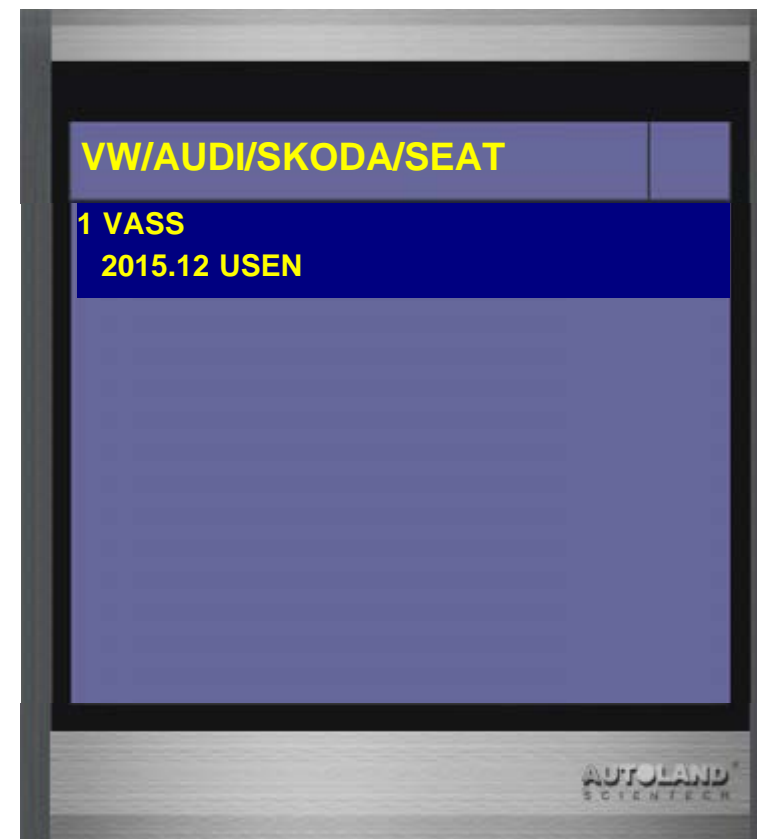 VW/AUDI/SKODA/SEAT
1 VASS
2015.12 USEN
AUTOLAND
SCIENTECH